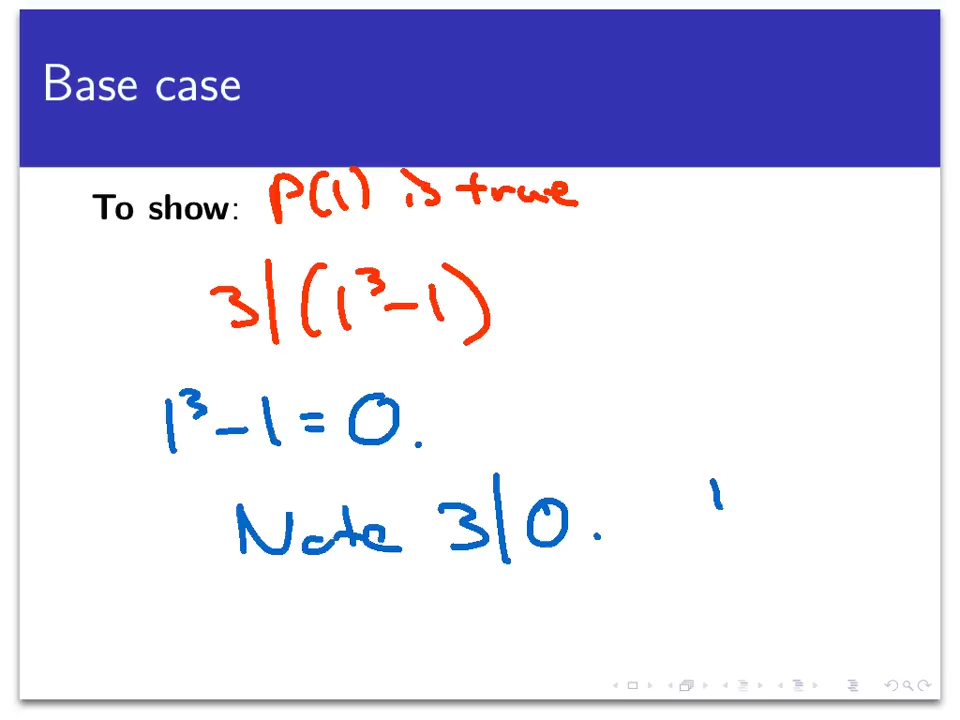 Base case
To show: P(1) is true
3|(1³-1)
1³-1=0.
Note 3|0.